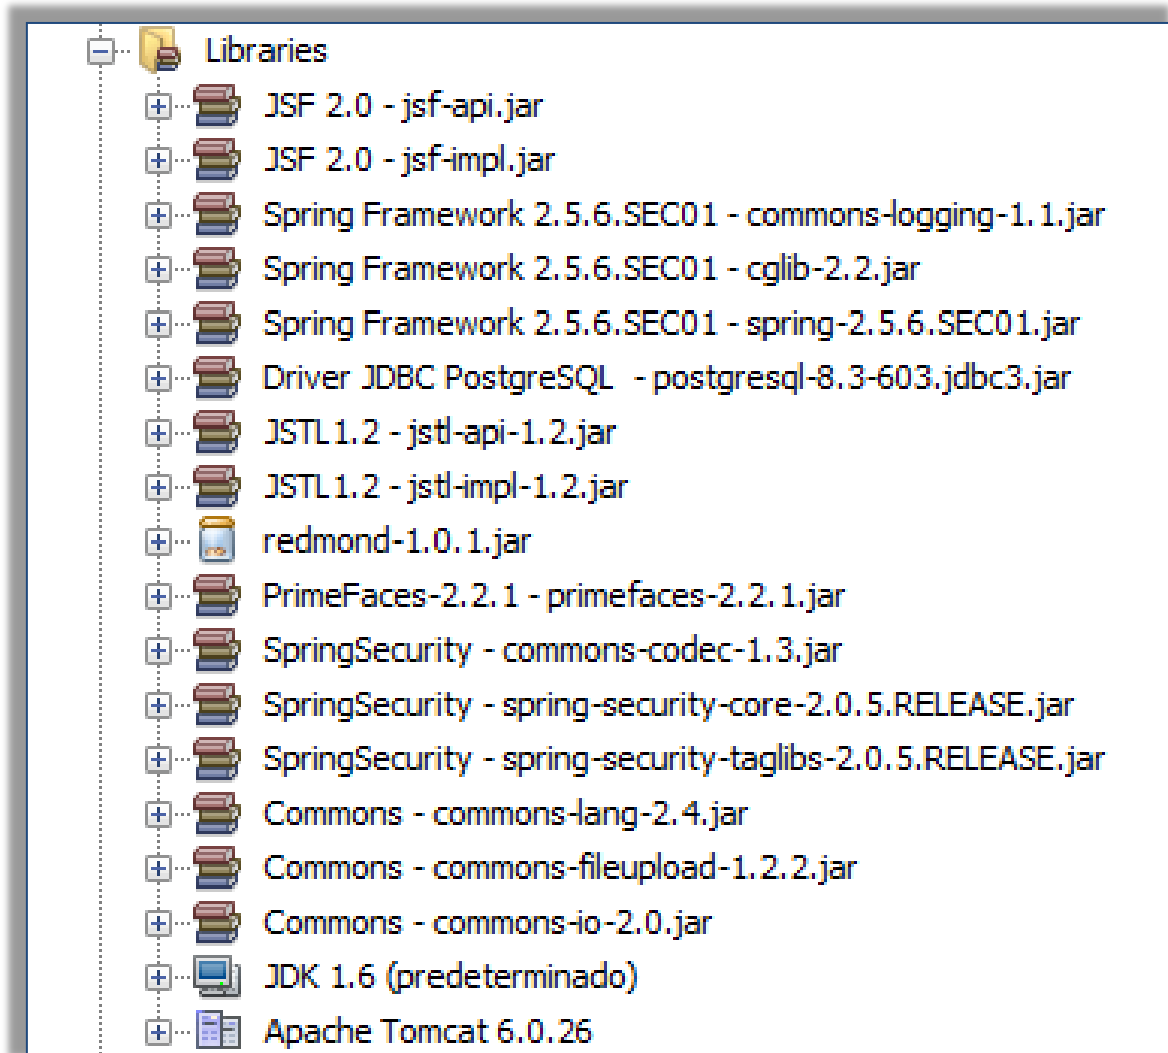 Libraries
JSF 2.0 - jsf-api.jar
JSF 2.0 - jsf-impl.jar
Spring Framework 2.5.6.SEC01 - commons-logging-1.1.jar
Spring Framework 2.5.6.SEC01 - cglib-2.2.jar
Spring Framework 2.5.6.SEC01 - spring-2.5.6.SEC01.jar
Driver JDBC PostgreSQL  - postgresql-8.3-603.jdbc3.jar
JSTL1.2 - jstl-api-1.2.jar
JSTL1.2 - jstl-impl-1.2.jar
redmond-1.0.1.jar
PrimeFaces-2.2.1 - primefaces-2.2.1.jar
SpringSecurity - commons-codec-1.3.jar
SpringSecurity - spring-security-core-2.0.5.RELEASE.jar
SpringSecurity - spring-security-taglibs-2.0.5.RELEASE.jar
Commons - commons-lang-2.4.jar
Commons - commons-fileupload-1.2.2.jar
Commons - commons-io-2.0.jar
JDK 1.6 (predeterminado)
Apache Tomcat 6.0.26